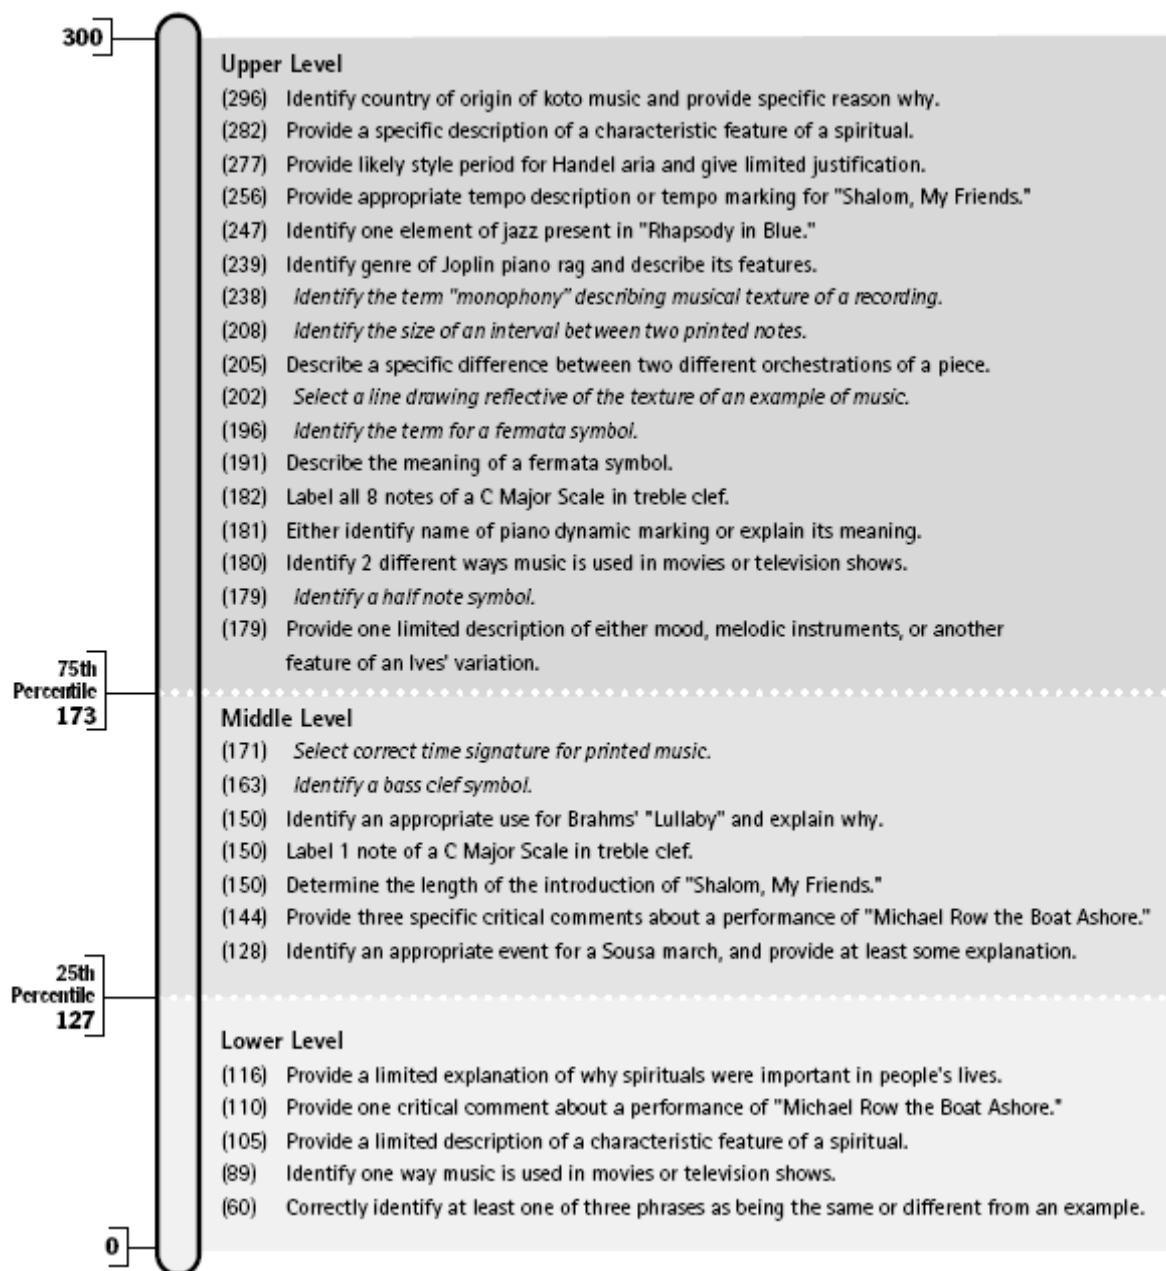 300
Upper Level
(296) Identify country of origin of koto music and provide specific reason why.
(282) Provide a specific description of a characteristic feature of a spiritual.
(277) Provide likely style period for Handel aria and give limited justification.
(256) Provide appropriate tempo description or tempo marking for "Shalom, My Friends."
(247) Identify one element of jazz present in "Rhapsody in Blue."
(239) Identify genre of Joplin piano rag and describe its features.
(238) Identify the term "monophony" describing musical texture of a recording.
(208) Identify the size of an interval between two printed notes.
(205) Describe a specific difference between two different orchestrations of a piece.
(202) Select a line drawing reflective of the texture of an example of music.
(196) Identify the term for a fermata symbol.
(191) Describe the meaning of a fermata symbol.
(182) Label all 8 notes of a C Major Scale in treble clef.
(181) Either identify name of piano dynamic marking or explain its meaning.
(180) Identify 2 different ways music is used in movies or television shows.
(179) Identify a half note symbol.
(179) Provide one limited description of either mood, melodic instruments, or another
feature of an Ives' variation.
75th
Percentile
173
Middle Level
(171) Select correct time signature for printed music.
(163) Identify a bass clef symbol.
(150) Identify an appropriate use for Brahms' "Lullaby" and explain why.
(150) Label 1 note of a C Major Scale in treble clef.
(150) Determine the length of the introduction of "Shalom, My Friends."
(144) Provide three specific critical comments about a performance of "Michael Row the Boat Ashore."
(128) Identify an appropriate event for a Sousa march, and provide at least some explanation.
25th
Percentile
127
Lower Level
(116) Provide a limited explanation of why spirituals were important in people's lives.
(110) Provide one critical comment about a performance of "Michael Row the Boat Ashore."
(105) Provide a limited description of a characteristic feature of a spiritual.
(89) Identify one way music is used in movies or television shows.
(60) Correctly identify at least one of three phrases as being the same or different from an example.
0